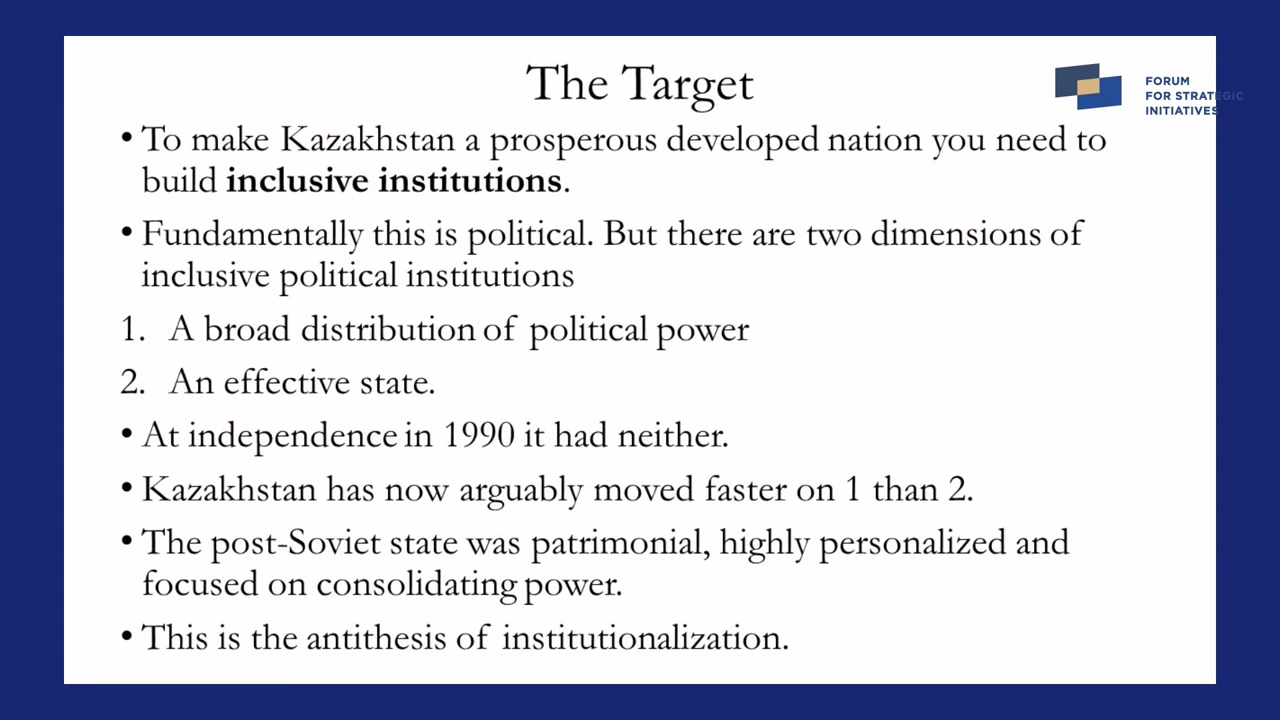 The Target
FORUM
FOR STRATEGIC
INITIATIVES
• To make Kazakhstan a prosperous developed nation you need to
build inclusive institutions.
• Fundamentally this is political. But there are two dimensions of
inclusive political institutions
1. A broad distribution of political power
2. An effective state.
• At independence in 1990 it had neither.
• Kazakhstan has now arguably moved faster on 1 than 2.
• The post-Soviet state was patrimonial, highly personalized and
focused on consolidating power.
• This is the antithesis of institutionalization.